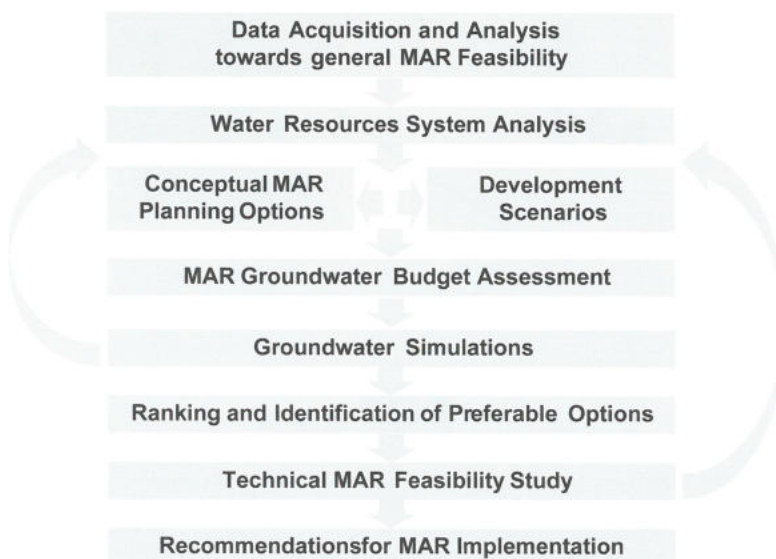 Data Acquisition and Analysis
towards general MAR Feasibility
Water Resources System Analysis
Conceptual MAR
Planning Options
Development
Scenarios
MAR Groundwater Budget Assessment
Groundwater Simulations
Ranking and Identification of Preferable Options
Technical MAR Feasibility Study
Recommendationsfor MAR Implementation